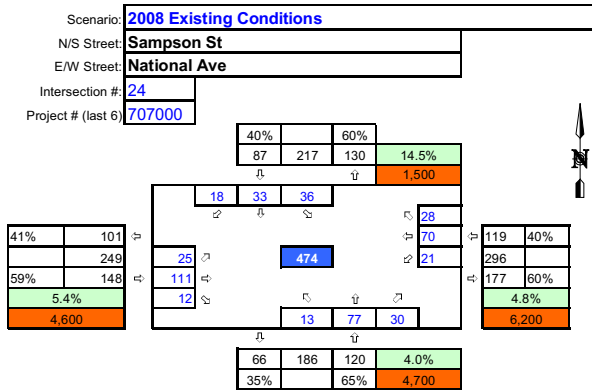 Scenario: 2008 Existing Conditions
N/S Street: Sampson St
E/W Street: National Ave
Intersection #: 24
Project # (last 6) 707000
40% 60%
87 217 130 14.5%
⇩ ⇧ 1,500
N
18 33 36
⬃ ⇩ ⬂
⬁ 28
41% 101 ⇦ ⇦ 70 ⇦ 119 40%
249 25 ⬀ 474 ⬃ 21 296
59% 148 ⇨ 111 ⇨ ⇨ 177 60%
5.4% 12 ⬂ ⬁ ⇧ ⬀ 4.8%
4,600 13 77 30 6,200
⇩ ⇧
66 186 120 4.0%
35% 65% 4,700